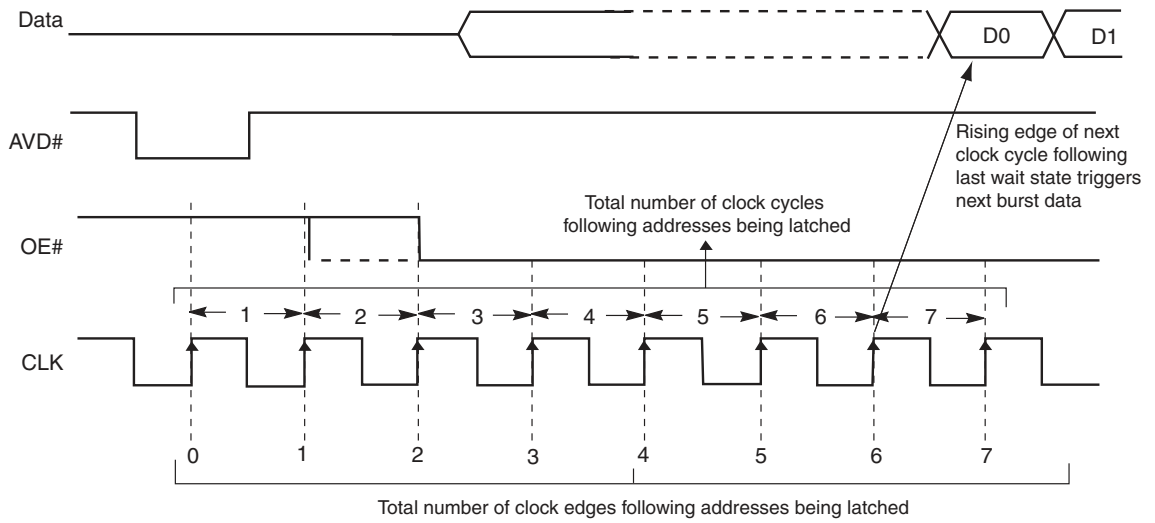 Data
D0
D1
AVD#
Rising edge of next
clock cycle following
last wait state triggers
next burst data
Total number of clock cycles
following addresses being latched
OE#
1
2
3
4
5
6
7
CLK
0
1
2
3
4
5
6
7
Total number of clock edges following addresses being latched